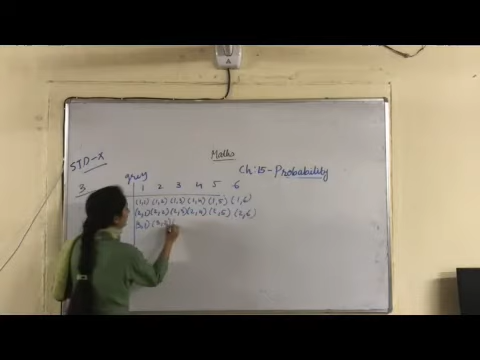 Maths
STD-X
Ch:15-Probability
3
grey
1 2 3 4 5 6
(1,1) (1,2) (1,3) (1,4) (1,5) (1,6)
(2,1) (2,2) (2,3) (2,4) (2,5) (2,6)
(3,1) (3,2) (